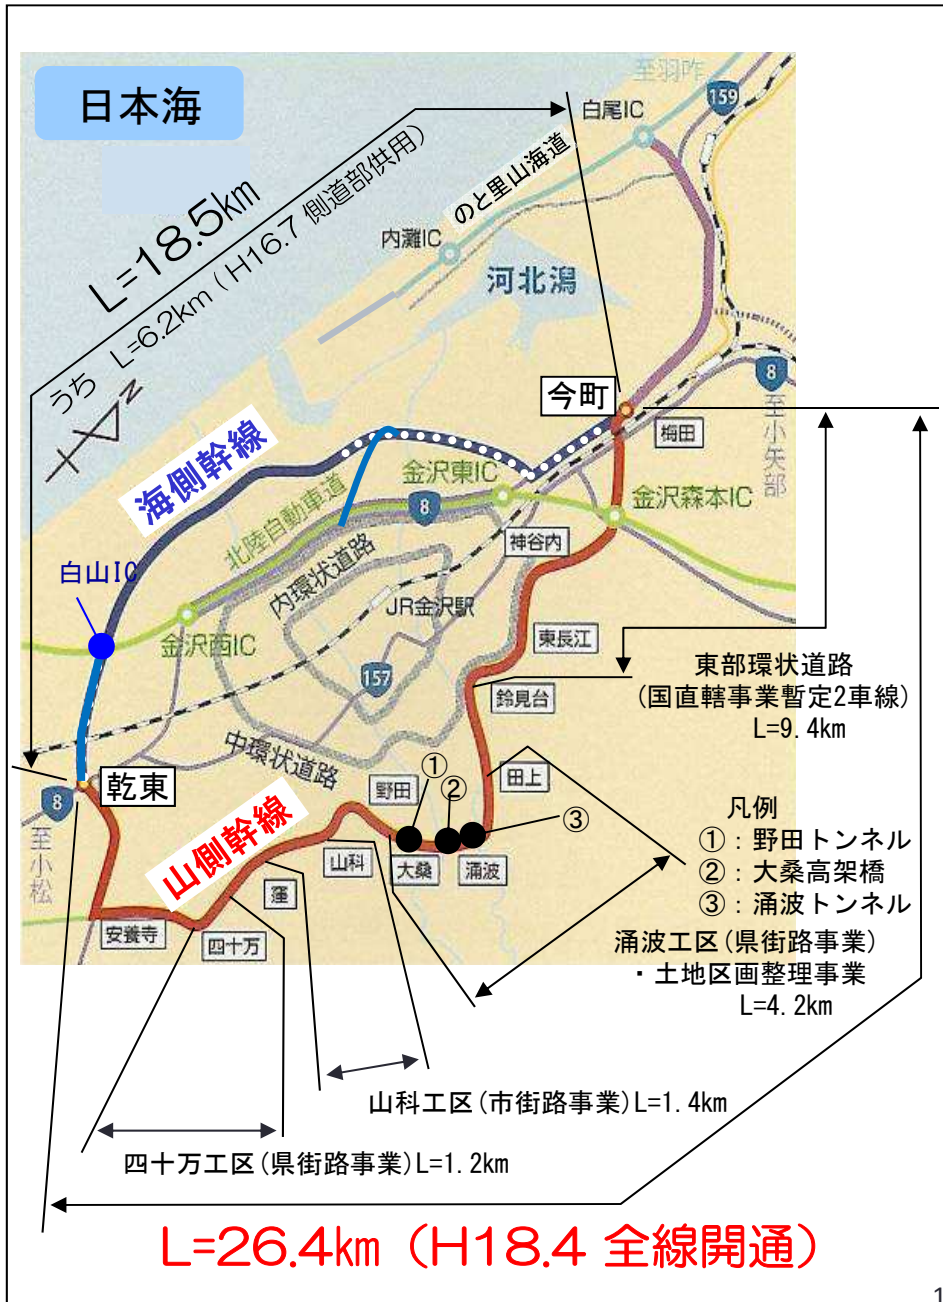 日本海
至羽咋
159
白尾IC
L=18.5㎞
うち L=6.2km(H16.7 側道部供用)
のと里山海道
内灘IC
河北潟
N
今町
8
至小矢部
梅田
海側幹線
金沢東IC
北陸自動車道
8
金沢森本IC
神谷内
白山IC
内環状道路
JR金沢駅
金沢西IC
東長江
157
鈴見台
東部環状道路
(国直轄事業暫定2車線)
L=9.4km
中環状道路
乾東
8
至小松
野田
①
②
③
田上
山側幹線
山科
大桑
涌波
窪
安養寺
四十万
凡例
①:野田トンネル
②:大桑高架橋
③:涌波トンネル
涌波工区(県街路事業)
・土地区画整理事業
L=4.2km
山科工区(市街路事業)L=1.4km
四十万工区(県街路事業)L=1.2km
L=26.4㎞(H18.4 全線開通)
1